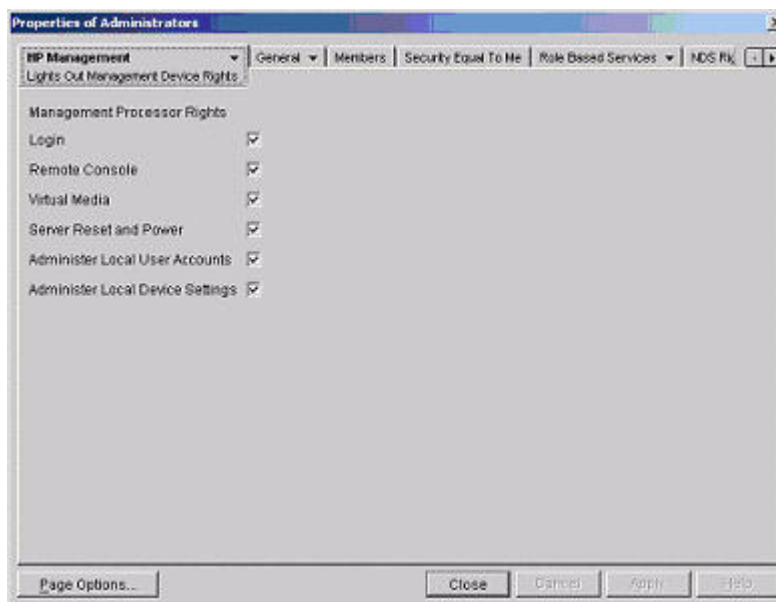 Properties of Administrators
HP Management
General
Members
Security Equal To Me
Role Based Services
NDS Rig
Lights Out Management Device Rights
Management Processor Rights
Login
Remote Console
Virtual Media
Server Reset and Power
Administer Local User Accounts
Administer Local Device Settings
Page Options...
Close
Cancel
Apply
Help